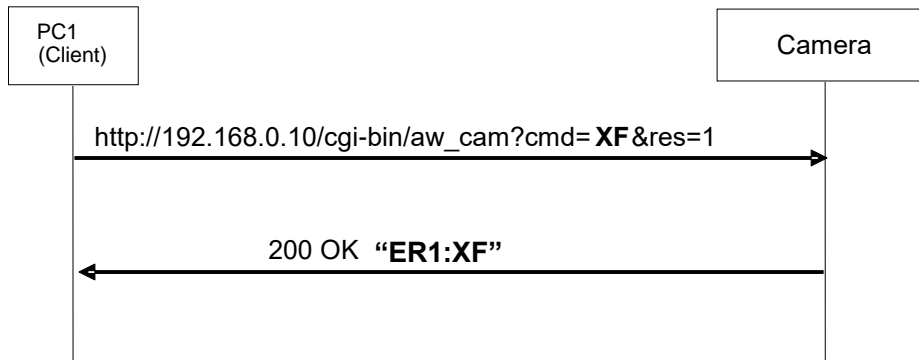 PC1
(Client)
Camera
http://192.168.0.10/cgi-bin/aw_cam?cmd= XF &res=1
200 OK “ER1:XF”